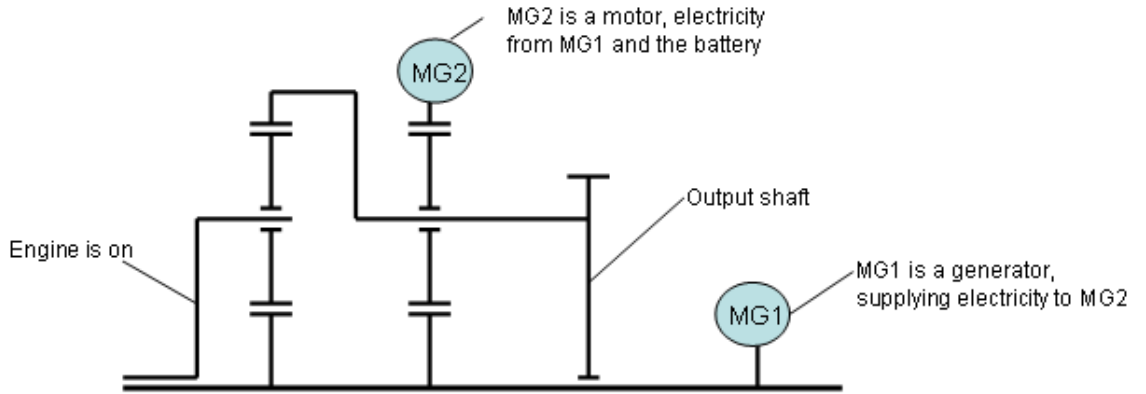 MG2 is a motor, electricity
from MG1 and the battery
MG2
Output shaft
Engine is on
MG1 is a generator,
supplying electricity to MG2
MG1